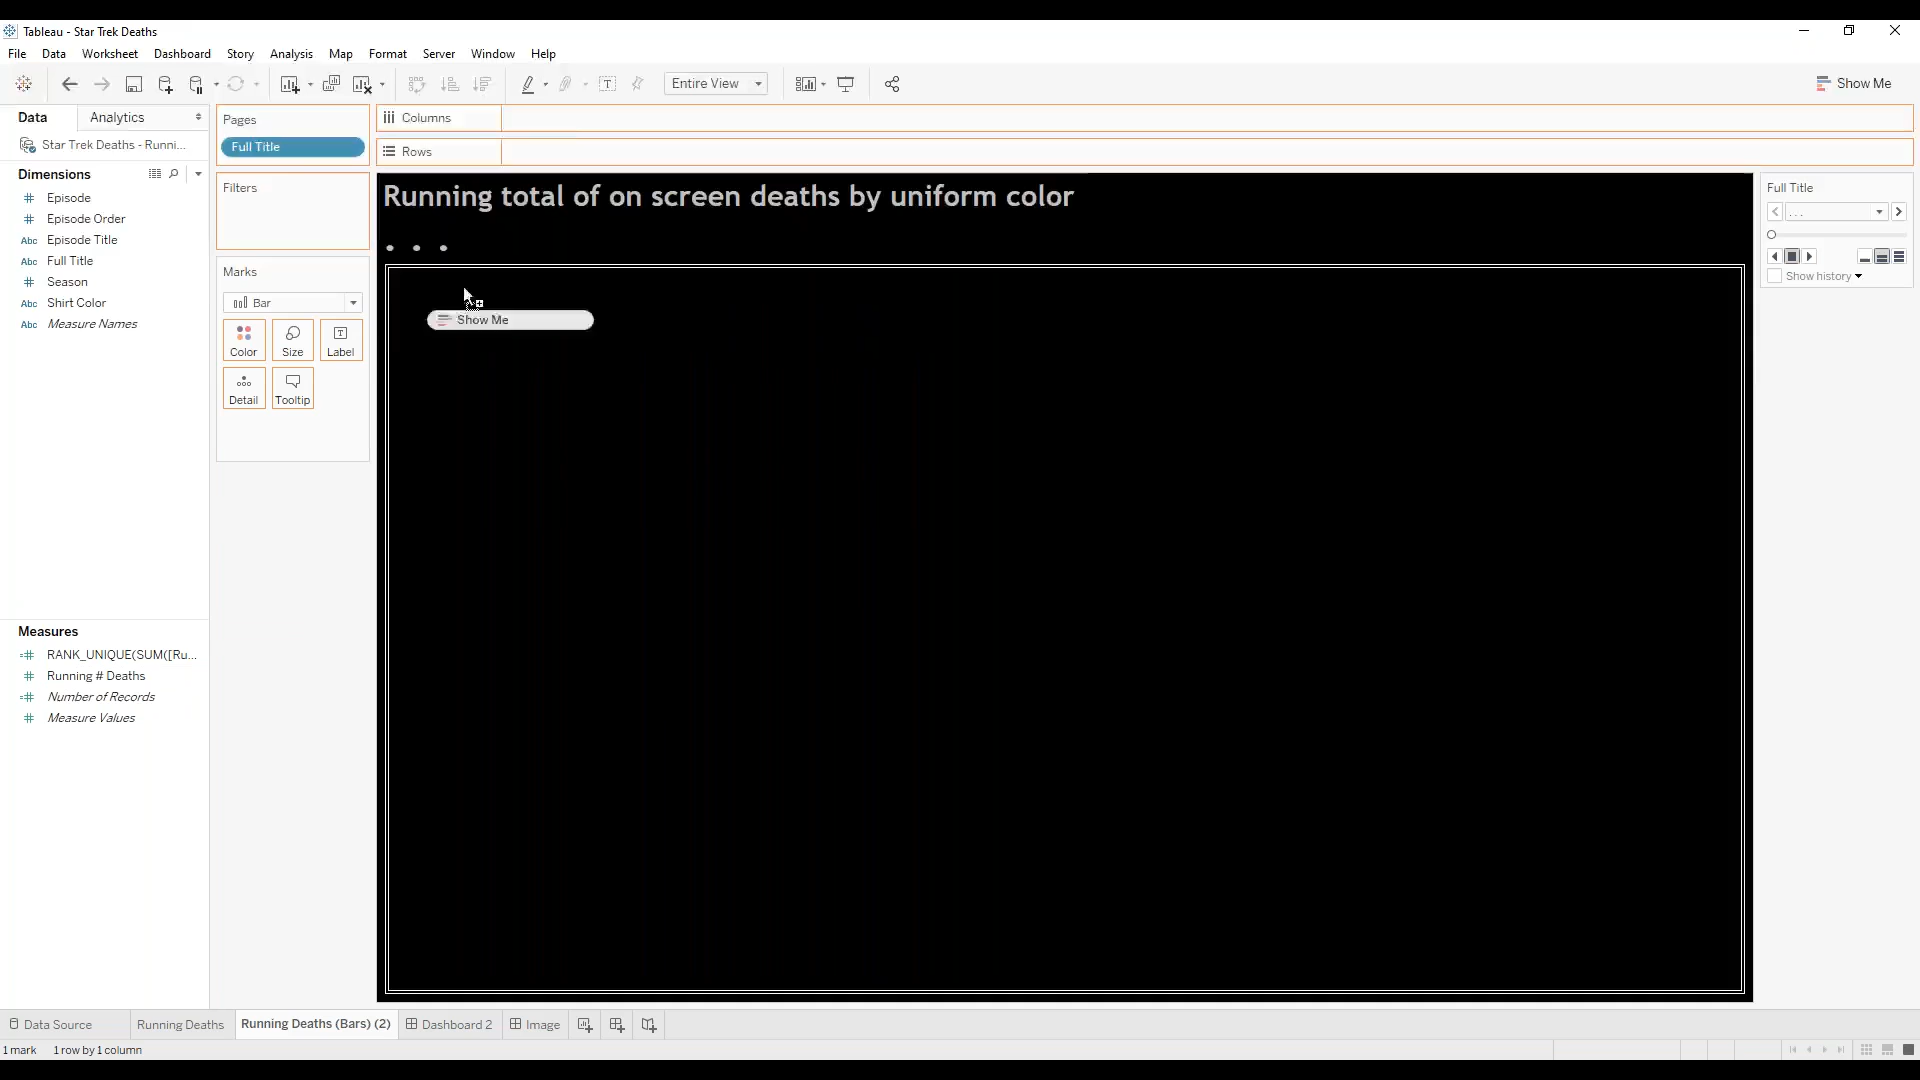 Tableau - Star Trek Deaths
File Data Worksheet Dashboard Story Analysis Map Format Server Window Help
Entire View
Show Me
Data Analytics
Star Trek Deaths - Runni...
Dimensions
Episode
Episode Order
Abc Episode Title
Abc Full Title
Season
Abc Shirt Color
Abc Measure Names
Measures
RANK_UNIQUE(SUM([Ru...
Running # Deaths
Number of Records
Measure Values
Pages
Full Title
Filters
Marks
Bar
Color Size Label
Detail Tooltip
Columns
Rows
Running total of on screen deaths by uniform color
. . .
Show Me
Full Title
. . .
Show history
Data Source Running Deaths Running Deaths (Bars) (2) Dashboard 2 Image
1 mark 1 row by 1 column